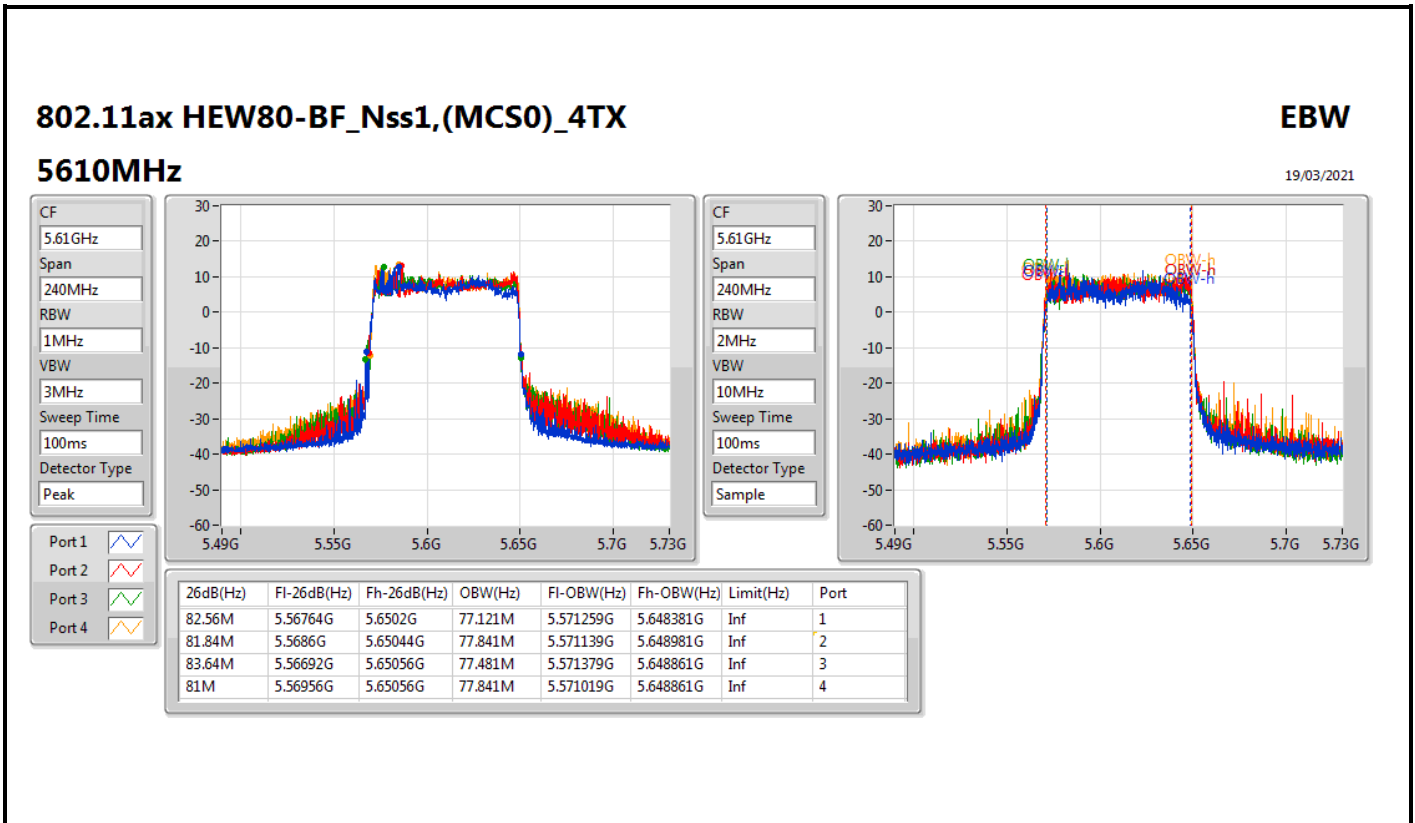 802.11ax HEW80-BF_Nss1,(MCS0)_4TX
EBW
5610MHz
19/03/2021
CF
5.61GHz
Span
240MHz
RBW
1MHz
VBW
3MHz
Sweep Time
100ms
Detector Type
Peak
30
20
10
0
-10
-20
-30
-40
-50
-60
5.49G 5.55G 5.6G 5.65G 5.7G 5.73G
CF
5.61GHz
Span
240MHz
RBW
2MHz
VBW
10MHz
Sweep Time
100ms
Detector Type
Sample
30
20
10
0
-10
-20
-30
-40
-50
-60
OBW-h
OBW-h
5.49G 5.55G 5.6G 5.65G 5.7G 5.73G
Port 1
Port 2
Port 3
Port 4
26dB(Hz) Fl-26dB(Hz) Fh-26dB(Hz) OBW(Hz) Fl-OBW(Hz) Fh-OBW(Hz) Limit(Hz) Port
82.56M 5.56764G 5.6502G 77.121M 5.571259G 5.648381G Inf 1
81.84M 5.5686G 5.65044G 77.841M 5.571139G 5.648981G Inf 2
83.64M 5.56692G 5.65056G 77.481M 5.571379G 5.648861G Inf 3
81M 5.56956G 5.65056G 77.841M 5.571019G 5.648861G Inf 4